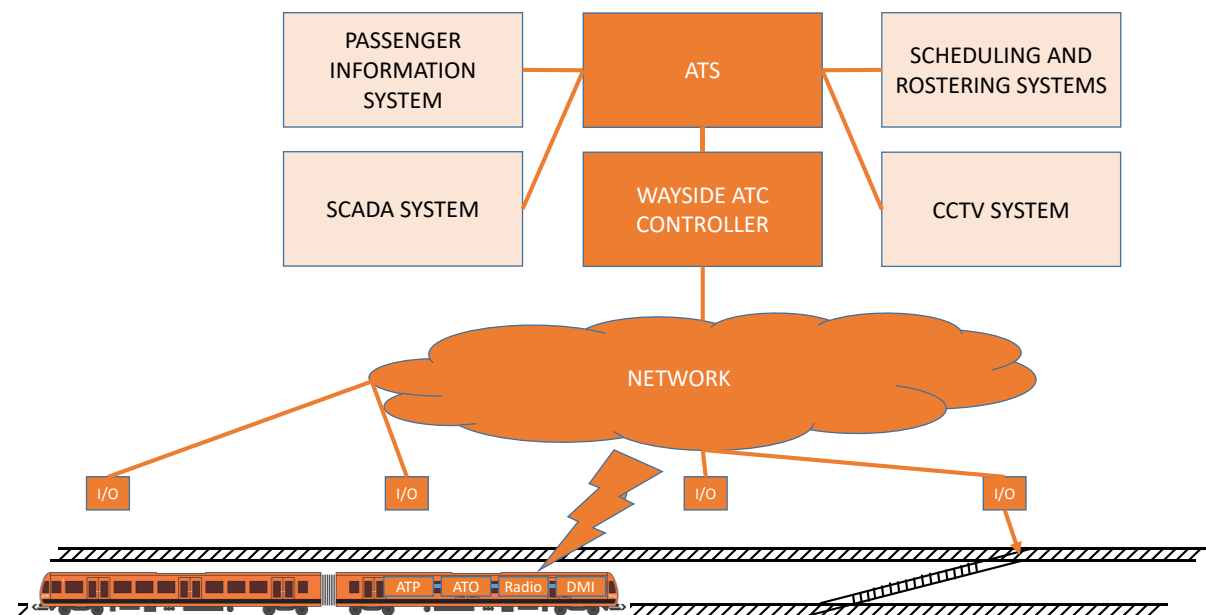 PASSENGER
INFORMATION
SYSTEM
ATS
SCHEDULING AND
ROSTERING SYSTEMS
SCADA SYSTEM
WAYSIDE ATC
CONTROLLER
CCTV SYSTEM
NETWORK
I/O
I/O
I/O
I/O
ATP
ATO
Radio
DMI